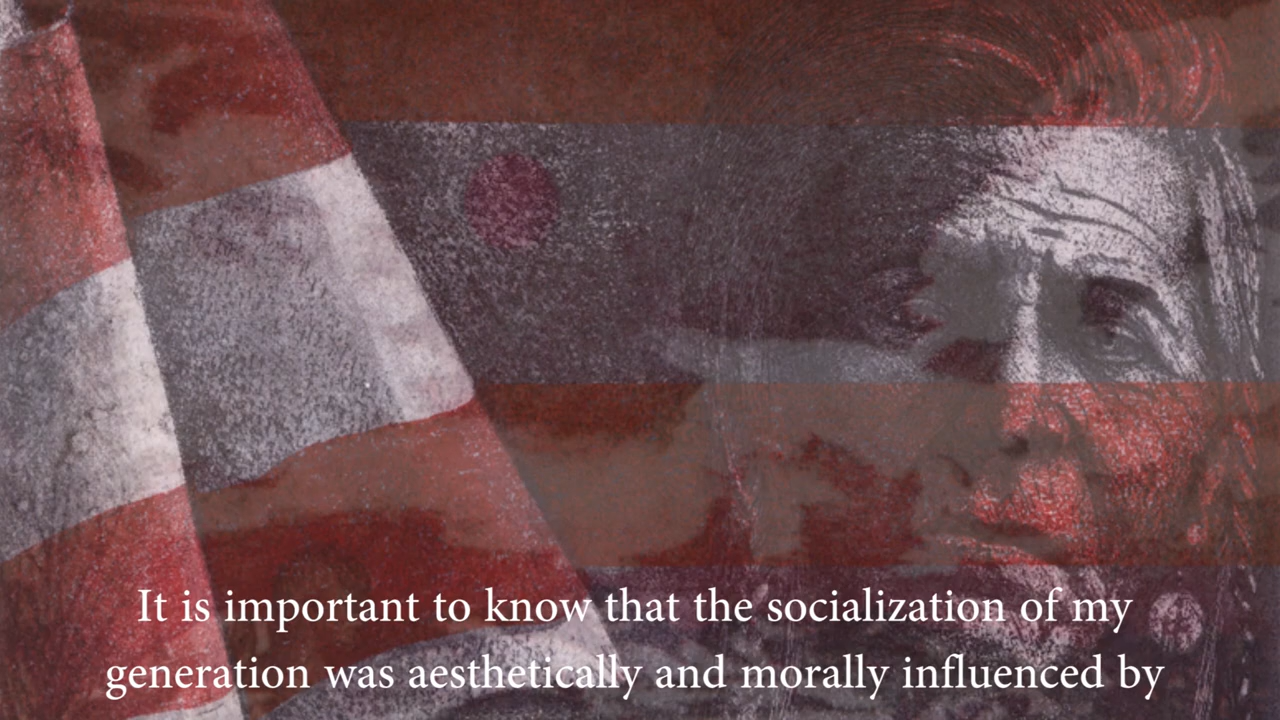 It is important to know that the socialization of my
generation was aesthetically and morally influenced by